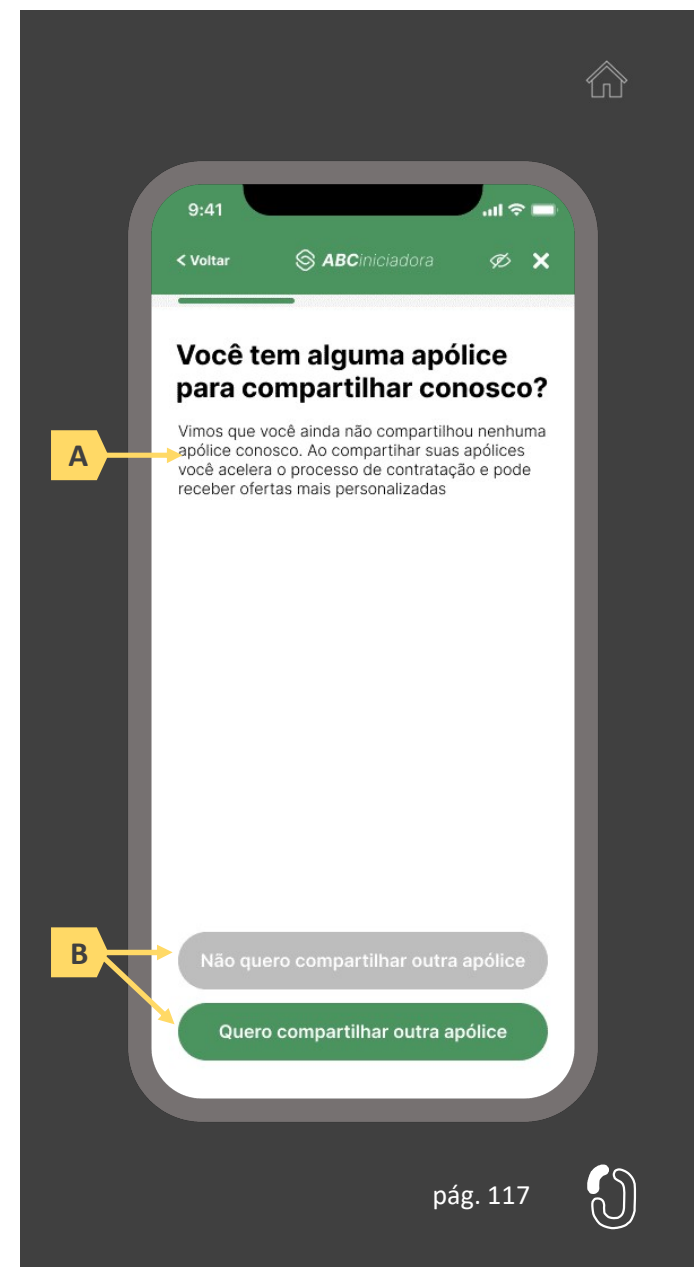 9:41
< Voltar ABCiniciadora
Você tem alguma apólice
para compartilhar conosco?
Vimos que você ainda não compartilhou nenhuma
apólice conosco. Ao compartihar suas apólices
você acelera o processo de contratação e pode
receber ofertas mais personalizadas
A
B
Não quero compartilhar outra apólice
Quero compartilhar outra apólice
pág. 117